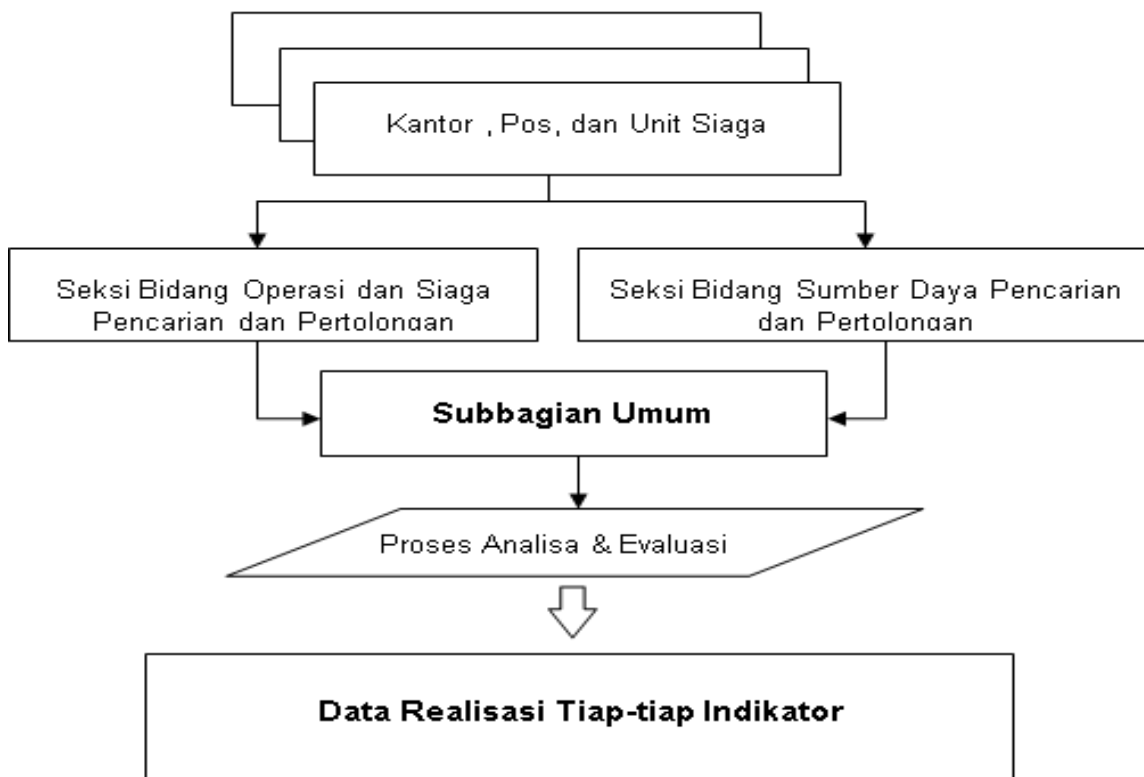 Kantor , Pos, dan Unit Siaga
Seksi Bidang Operasi dan Siaga
Pencarian dan Pertolongan
Seksi Bidang Sumber Daya Pencarian
dan Pertolongan
Subbagian Umum
Proses Analisa & Evaluasi
Data Realisasi Tiap-tiap Indikator